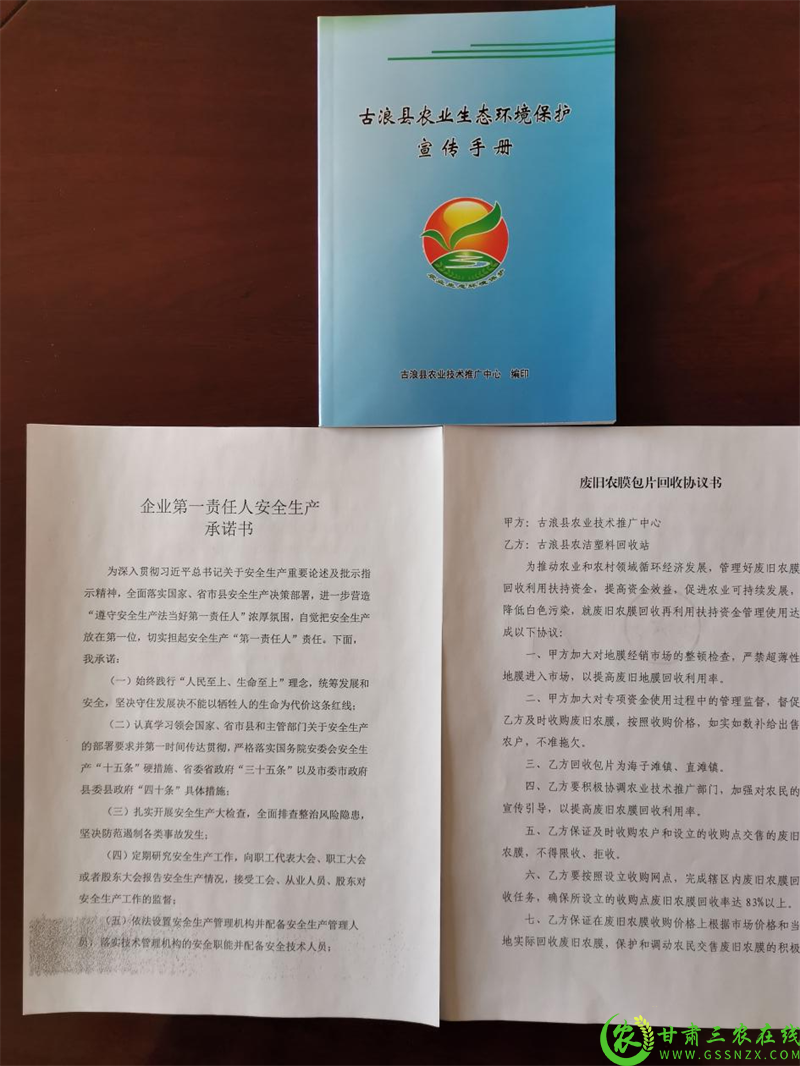 古浪县农业生态环境保护
宣传手册
农业生态环境保护
古浪县农业技术推广中心 编印
企业第一责任人安全生产
承诺书
为深入贯彻习近平总书记关于安全生产重要论述及批示指
示精神，全面落实国家、省市县安全生产决策部署，进一步营造
“遵守安全生产法当好第一责任人”浓厚氛围，自觉把安全生产
放在第一位，切实担起安全生产“第一责任人”责任。下面，
我承诺：
（一）始终践行“人民至上、生命至上”理念，统筹发展和
安全，坚决守住发展决不能以牺牲人的生命为代价这条红线；
（二）认真学习领会国家、省市县和主管部门关于安全生产
的部署要求并第一时间传达贯彻，严格落实国务院安委会安全生
产“十五条”硬措施、省委省政府“三十五条”以及市委市政府
县委县政府“四十条”具体措施；
（三）扎实开展安全生产大检查，全面排查整治风险隐患，
坚决防范遏制各类事故发生；
（四）定期研究安全生产工作，向职工代表大会、职工大会
或者股东大会报告安全生产情况，接受工会、从业人员、股东对
安全生产工作的监督；
（五）依法设置安全生产管理机构并配备安全生产管理人
员，落实技术管理机构的安全职能并配备安全技术人员；
废旧农膜包片回收协议书
甲方：古浪县农业技术推广中心
乙方：古浪县农洁塑料回收站
为推动农业和农村领域循环经济发展，管理好废旧农膜
回收利用扶持资金，提高资金效益，促进农业可持续发展，
降低白色污染，就废旧农膜回收再利用扶持资金管理使用达
成以下协议：
一、甲方加大对地膜经销市场的整顿检查，严禁超薄性
地膜进入市场，以提高废旧地膜回收利用率。
二、甲方加大对专项资金使用过程中的管理监督，督促
乙方及时收购废旧农膜，按照收购价格，如实如数补给出售
农户，不准拖欠。
三、乙方回收包片为海子滩镇、直滩镇。
四、乙方要积极协调农业技术推广部门，加强对农民的
宣传引导，以提高废旧农膜回收利用率。
五、乙方保证及时收购农户和设立的收购点交售的废旧
农膜，不得限收、拒收。
六、乙方要按照设立收购网点，完成辖区内废旧农膜回
收任务，确保所设立的收购点废旧农膜回收率达 83%以上。
七、乙方保证在废旧农膜收购价格上根据市场价格和当
地实际回收废旧农膜，保护和调动农民交售废旧农膜的积极
农 甘肃三农在线
WWW.GSSNZX.COM